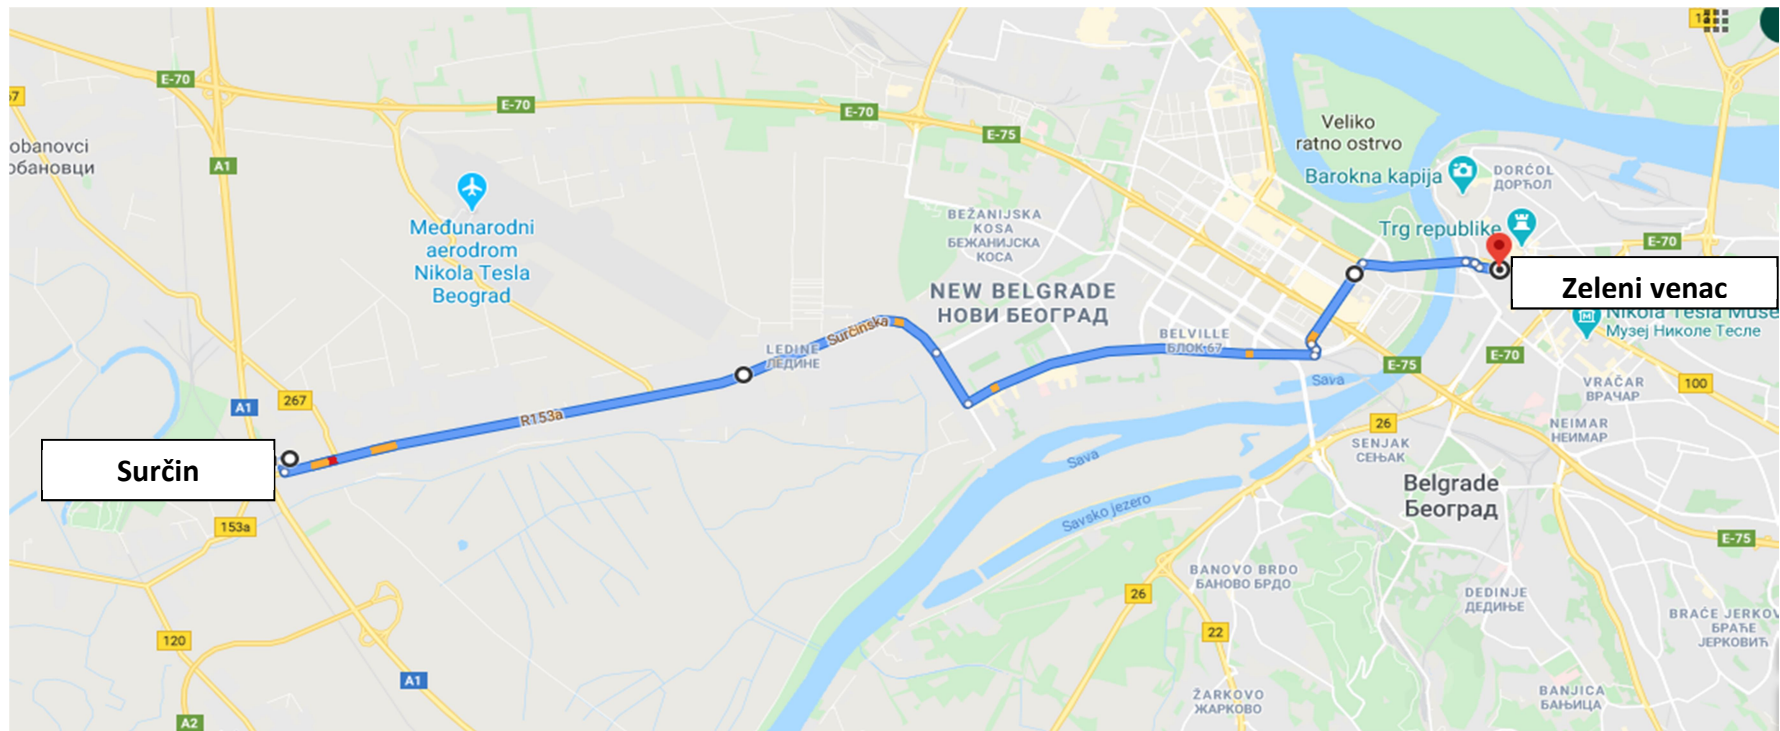 E-70
E-70
E-70
E-75
A1
obanovci
обановци
Međunarodni
aerodrom
Nikola Tesla
Beograd
Veliko
ratno ostrvo
Barokna kapija
DORĆOL
ДОРЋОЛ
Trg republike
E-70
Zeleni venac
Nikola Tesla Muse
Музеј Николе Тесле
BEŽANIJSKA
KOSA
БЕЖАНИЈСКА
КОСА
NEW BELGRADE
НОВИ БЕОГРАД
BELVILLE
БЛОК 67
LEDINE
ЛЕДИНЕ
Surčinska
R153a
A1
267
Surčin
153a
E-75
E-70
100
VRAČAR
ВРАЧАР
Sava
26
SENJAK
СЕЊАК
NEIMAR
НЕИМАР
Sava
Savsko jezero
Belgrade
Београд
E-75
BANOVO BRDO
БАНОВО БРДО
26
22
DEDINJE
ДЕДИЊЕ
BRAĆE JERKOV
БРАЋЕ
ЈЕРКОВИЋ
120
A1
A2
ŽARKOVO
ЖАРКОВО
BANJICA
БАЊИЦА